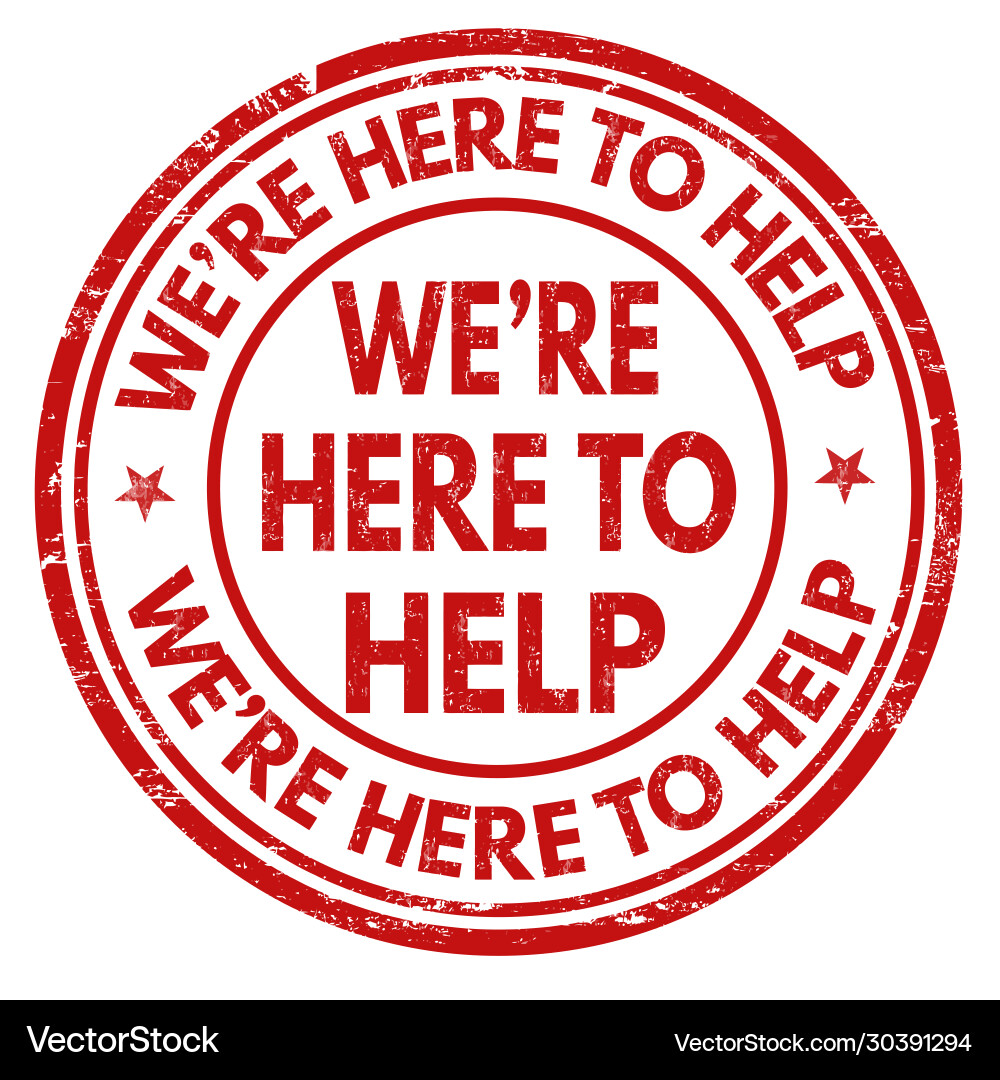 WE’RE HERE TO HELP
WE’RE
HERE TO
HELP
WE’RE HERE TO HELP
VectorStock
VectorStock.com/30391294